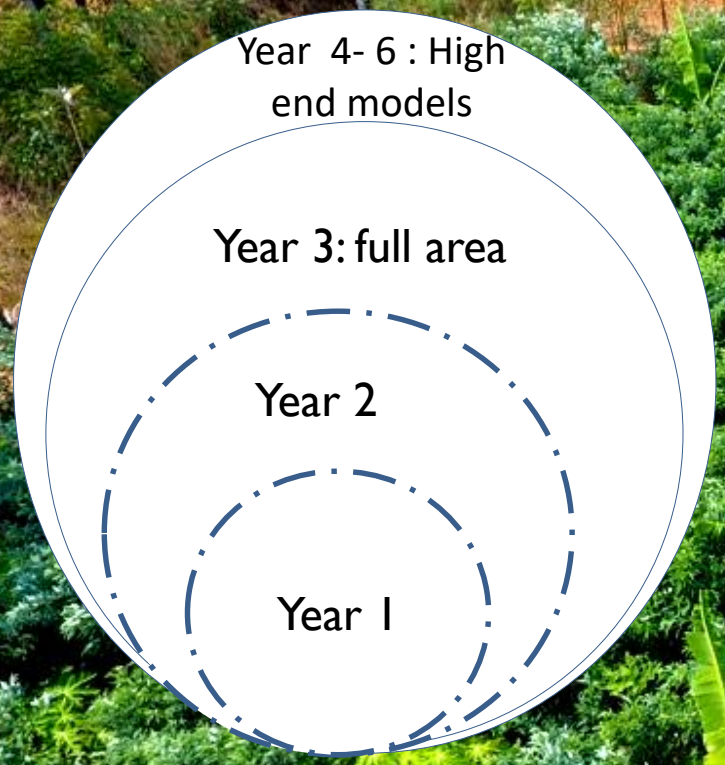 Year 4- 6 : High
end models
Year 3: full area
Year 2
Year 1